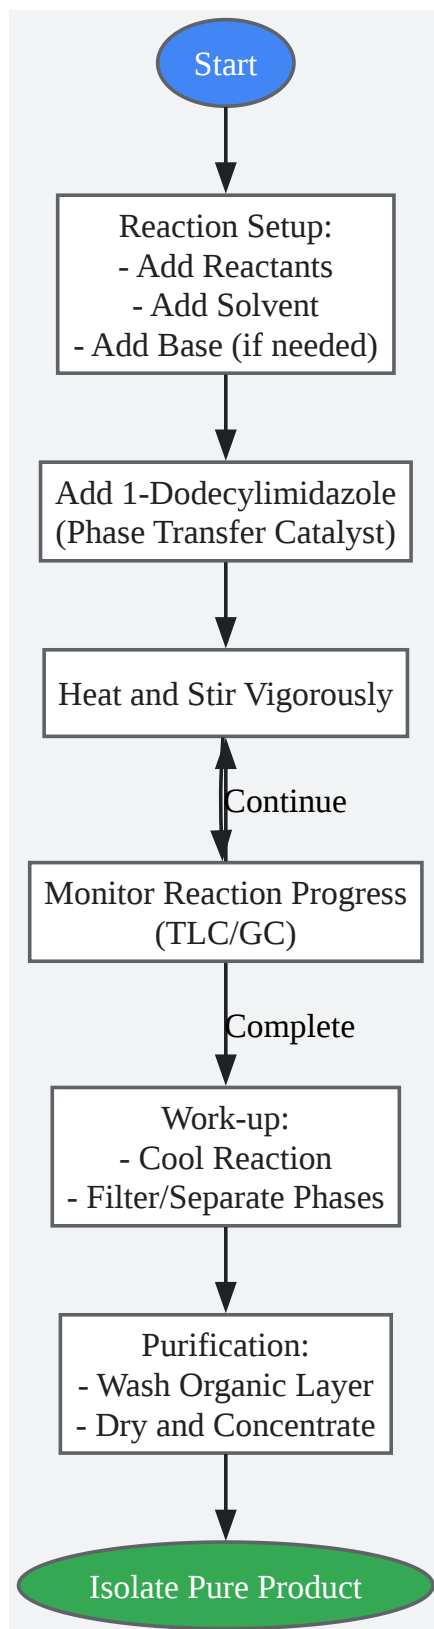 Start
Reaction Setup:
- Add Reactants
- Add Solvent
- Add Base (if needed)
Add 1-Dodecylimidazole
(Phase Transfer Catalyst)
Heat and Stir Vigorously
Continue
Monitor Reaction Progress
(TLC/GC)
Complete
Work-up:
- Cool Reaction
- Filter/Separate Phases
Purification:
- Wash Organic Layer
- Dry and Concentrate
Isolate Pure Product